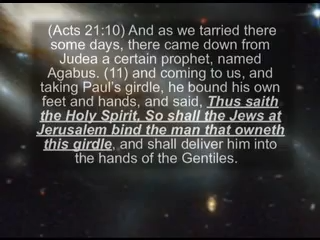 (Acts 21:10) And as we tarried there
some days, there came down from
Judea a certain prophet, named
Agabus. (11) and coming to us, and
taking Paul's girdle, he bound his own
feet and hands, and said, Thus saith
the Holy Spirit, So shall the Jews at
Jerusalem bind the man that owneth
this girdle, and shall deliver him into
the hands of the Gentiles.